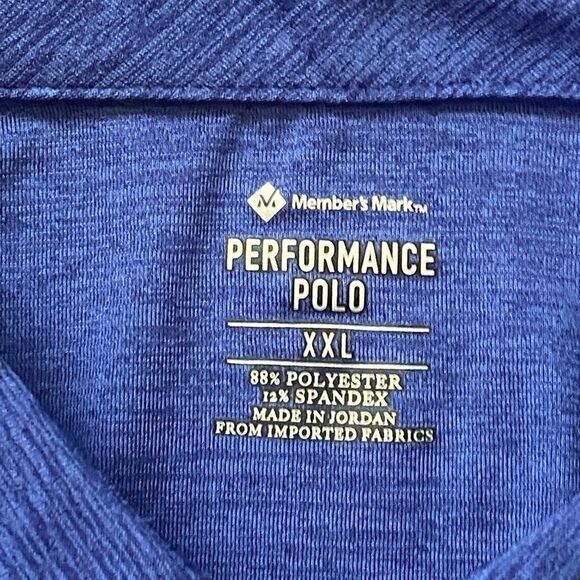 Member's Mark™
PERFORMANCE
POLO
XXL
88% POLYESTER
12% SPANDEX
MADE IN JORDAN
FROM IMPORTED FABRICS